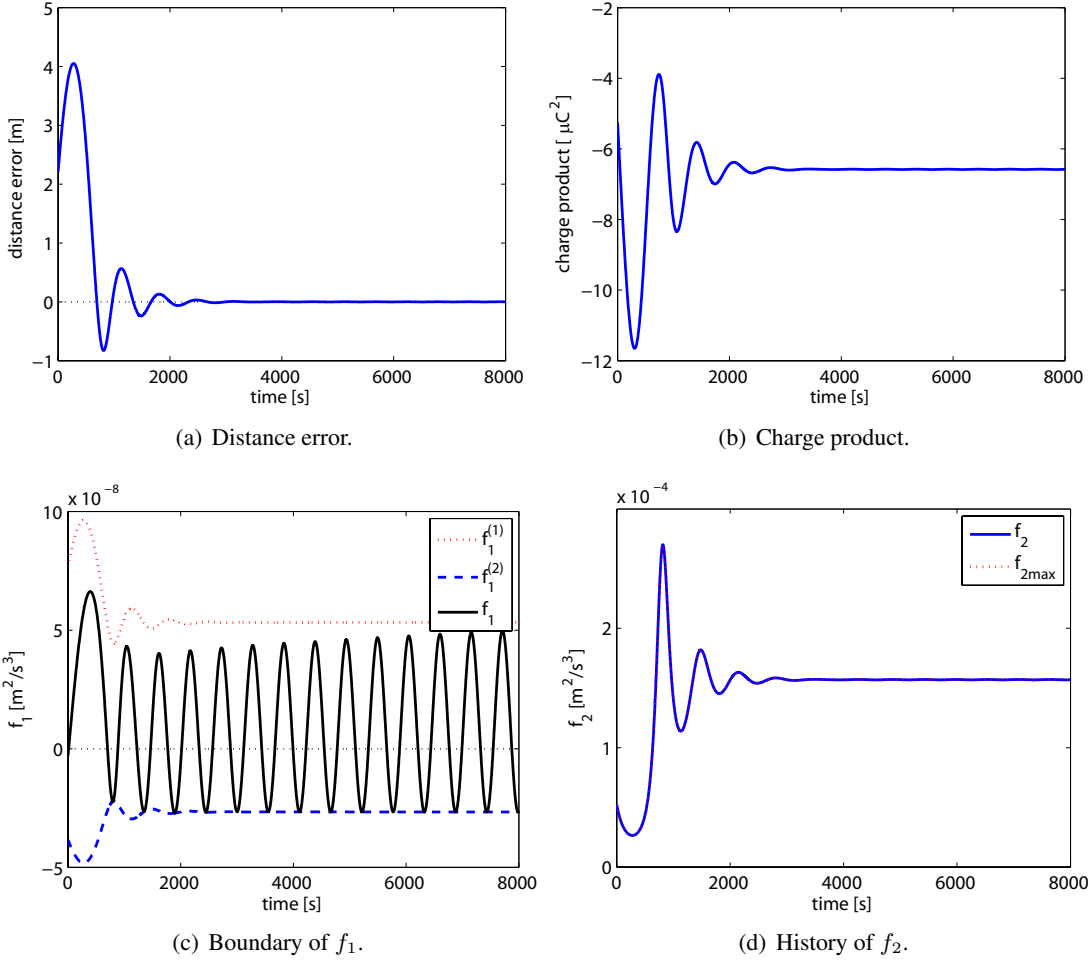 5
4
3
2
1
0
−1
distance error [m]
0 2000 4000 6000 8000
time [s]
(a) Distance error.
−2
−4
−6
−8
−10
−12
charge product [ μC²]
0 2000 4000 6000 8000
time [s]
(b) Charge product.
x 10⁻⁸
10
5
0
−5
f₁ [m²/s³]
f₁⁽¹⁾
f₁⁽²⁾
f₁
0 2000 4000 6000 8000
time [s]
(c) Boundary of f₁.
x 10⁻⁴
2
1
0
f₂ [m²/s³]
f₂
f₂max
0 2000 4000 6000 8000
time [s]
(d) History of f₂.